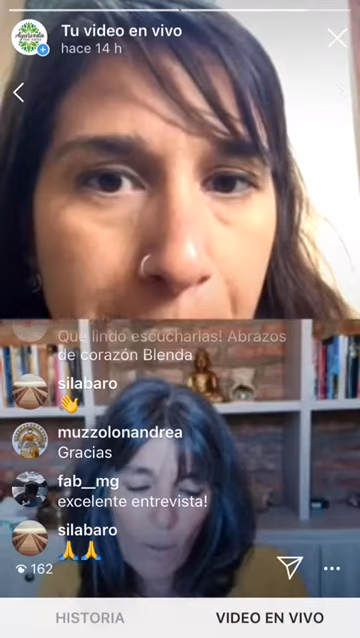 Tu video en vivo
hace 14 h
Ayurveda
Que lindo escucharlas! Abrazos
de corazón Blenda
silabaro
👋
muzzolonandrea
Gracias
fab__mg
excelente entrevista!
silabaro
🙏🙏
162
HISTORIA
VIDEO EN VIVO